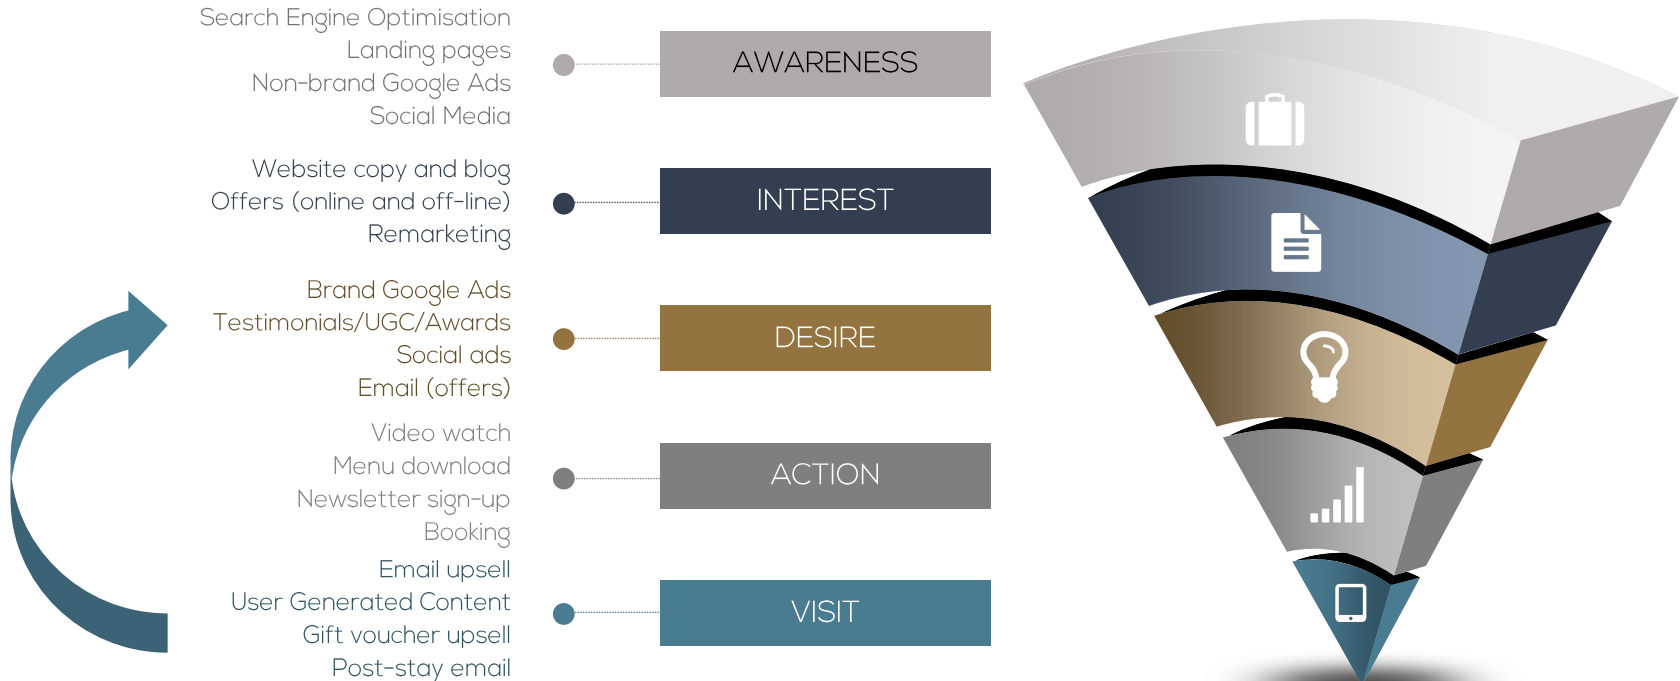 Search Engine Optimisation
Landing pages
Non-brand Google Ads
Social Media
AWARENESS
Website copy and blog
Offers (online and off-line)
Remarketing
INTEREST
Brand Google Ads
Testimonials/UGC/Awards
Social ads
Email (offers)
DESIRE
Video watch
Menu download
Newsletter sign-up
Booking
ACTION
Email upsell
User Generated Content
Gift voucher upsell
Post-stay email
VISIT